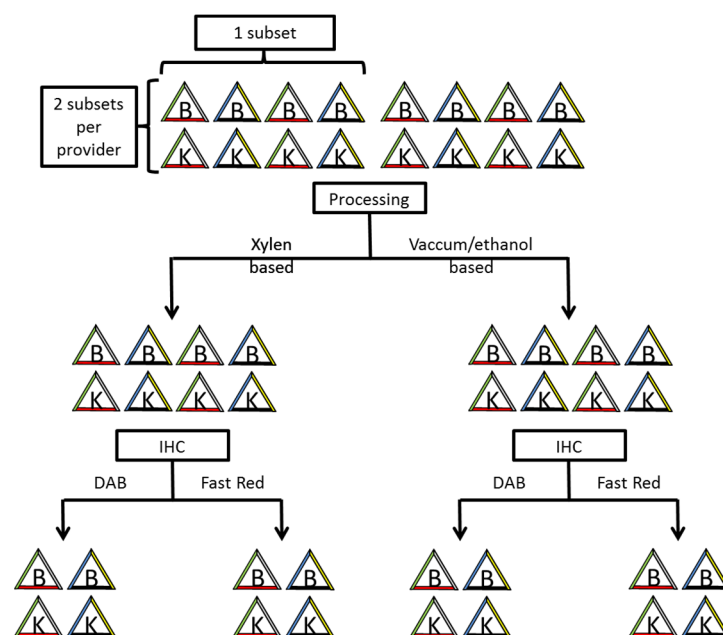 1 subset
2 subsets
per
provider
B B B B B B B B
K K K K K K K K
Processing
Xylen Vaccum/ethanol
based based
B B B B B B B B
K K K K K K K K
IHC IHC
DAB Fast Red DAB Fast Red
B B B B B B B B
K K K K K K K K